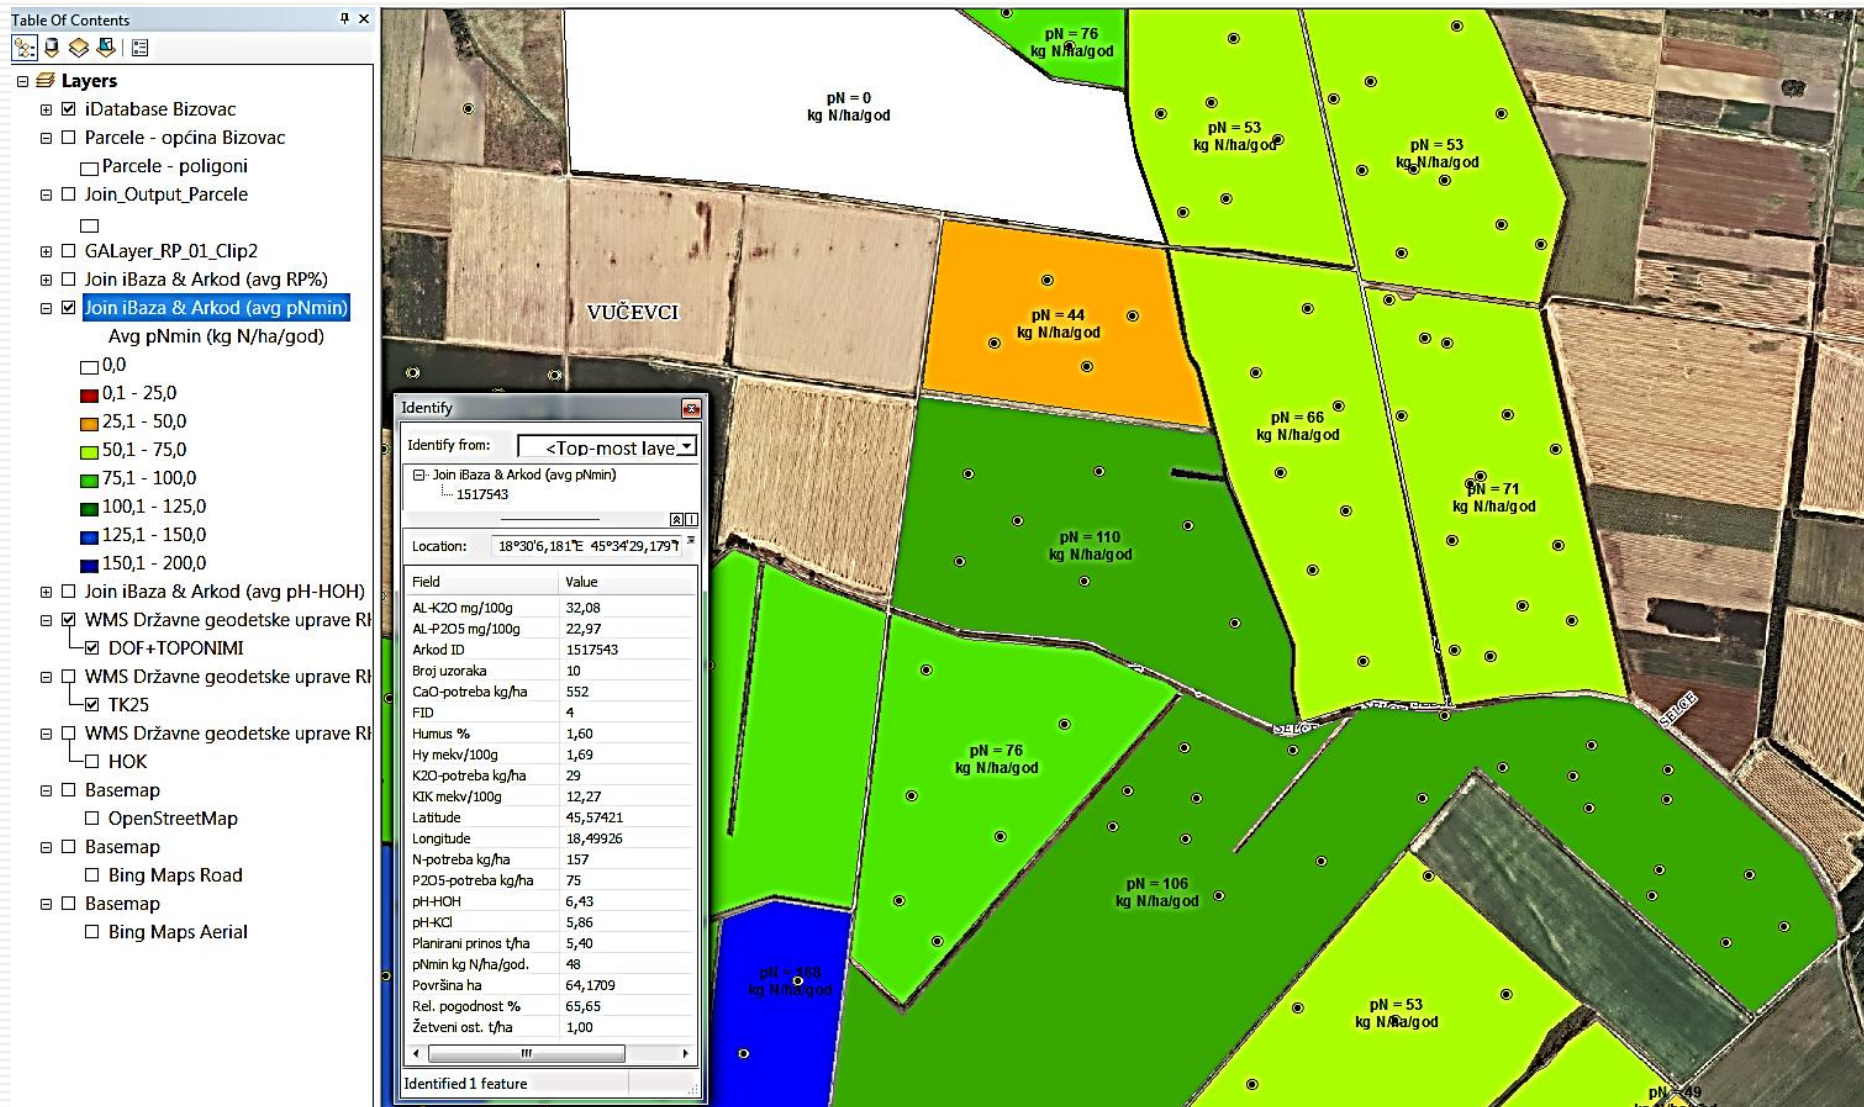 Table Of Contents
Layers
iDatabase Bizovac
Parcele - općina Bizovac
Parcele - poligoni
Join_Output_Parcele
GALayer_RP_01_Clip2
Join iBaza & Arkod (avg RP%)
Join iBaza & Arkod (avg pNmin)
Avg pNmin (kg N/ha/god)
0,0
0,1 - 25,0
25,1 - 50,0
50,1 - 75,0
75,1 - 100,0
100,1 - 125,0
125,1 - 150,0
150,1 - 200,0
Join iBaza & Arkod (avg pH-HOH)
WMS Državne geodetske uprave RH
DOF+TOPONIMI
WMS Državne geodetske uprave RH
TK25
WMS Državne geodetske uprave RH
HOK
Basemap
OpenStreetMap
Basemap
Bing Maps Road
Basemap
Bing Maps Aerial
pN = 76
kg N/ha/god
pN = 0
kg N/ha/god
pN = 53
kg N/ha/god
pN = 53
kg N/ha/god
VUČEVCI
pN = 44
kg N/ha/god
pN = 66
kg N/ha/god
pN = 71
kg N/ha/god
pN = 110
kg N/ha/god
SELCE
SELCE
pN = 76
kg N/ha/god
pN = 106
kg N/ha/god
pN = 168
kg N/ha/god
pN = 53
kg N/ha/god
pN = 49
Identify
Identify from: <Top-most laye
Join iBaza & Arkod (avg pNmin)
1517543
Location: 18°30'6,181"E 45°34'29,179"
Field Value
AL-K2O mg/100g 32,08
AL-P2O5 mg/100g 22,97
Arkod ID 1517543
Broj uzoraka 10
CaO-potreba kg/ha 552
FID 4
Humus % 1,60
Hy mekv/100g 1,69
K2O-potreba kg/ha 29
KIK mekv/100g 12,27
Latitude 45,57421
Longitude 18,49926
N-potreba kg/ha 157
P2O5-potreba kg/ha 75
pH-HOH 6,43
pH-KCl 5,86
Planirani prinos t/ha 5,40
pNmin kg N/ha/god. 48
Površina ha 64,1709
Rel. pogodnost % 65,65
Žetveni ost. t/ha 1,00
Identified 1 feature